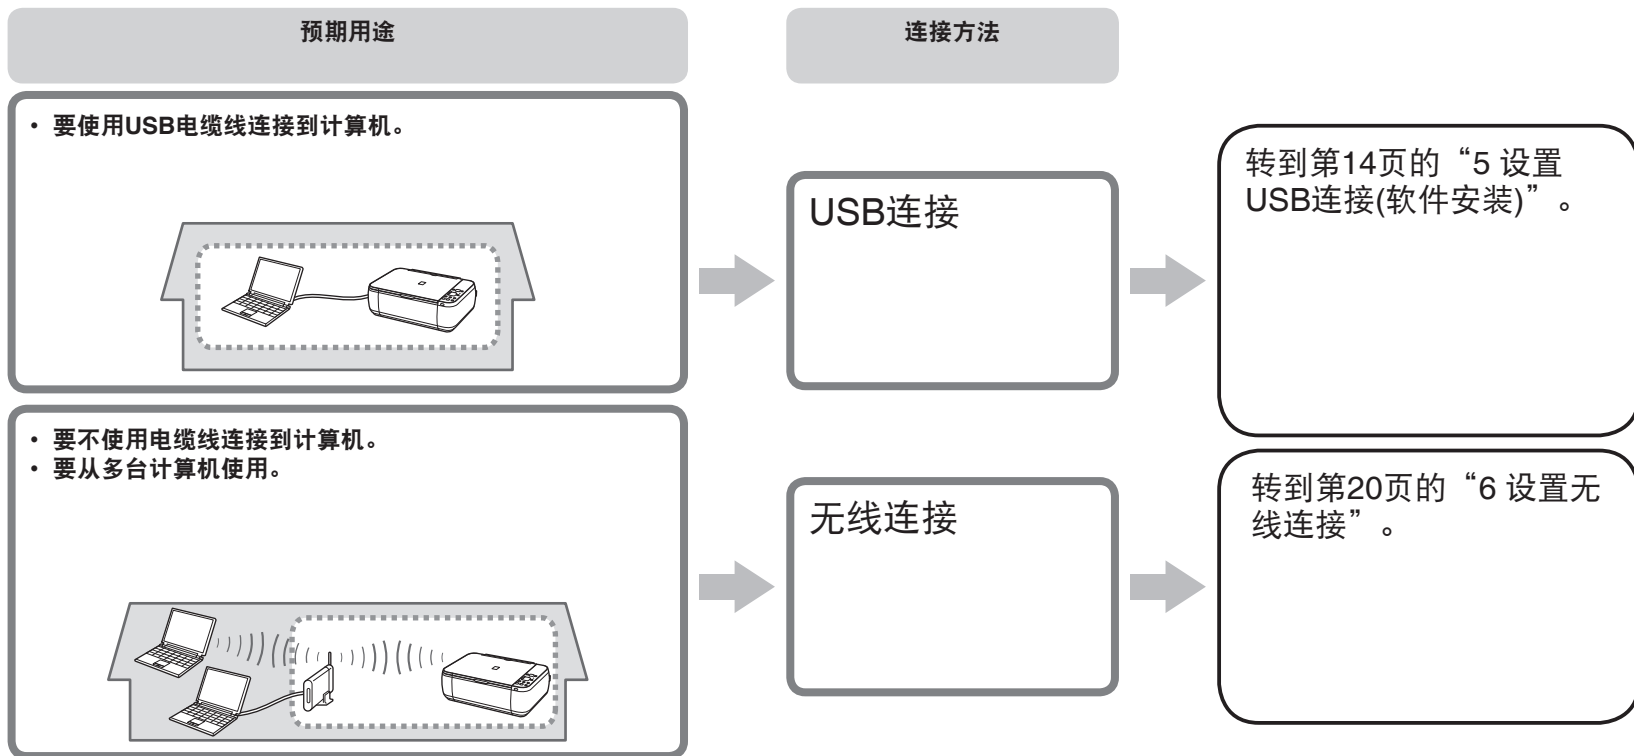 预期用途
连接方法
• 要使用USB电缆线连接到计算机。
USB连接
转到第14页的“5 设置
USB连接(软件安装)”。
• 要不使用电缆线连接到计算机。
• 要从多台计算机使用。
无线连接
转到第20页的“6 设置无
线连接”。